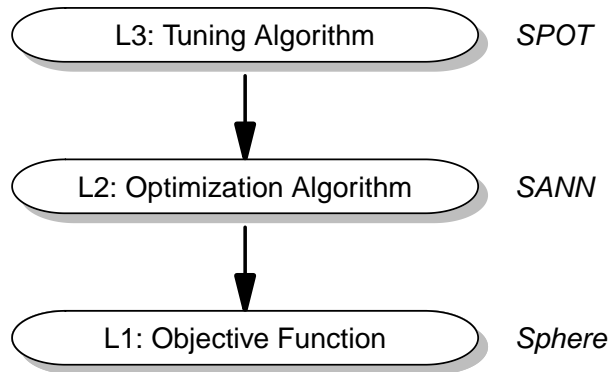 L3: Tuning Algorithm SPOT
L2: Optimization Algorithm SANN
L1: Objective Function Sphere